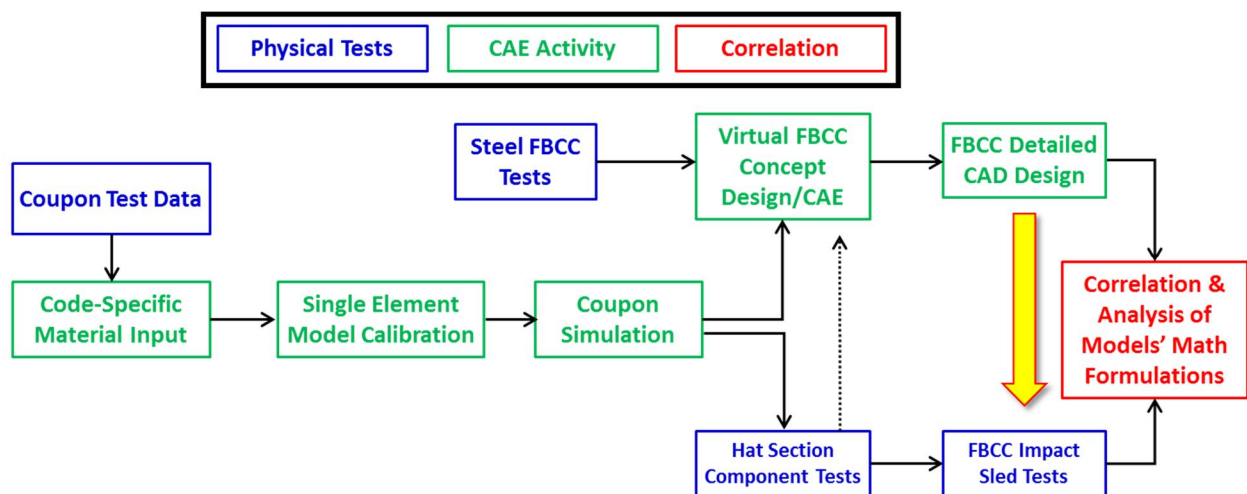 Physical Tests
CAE Activity
Correlation
Steel FBCC
Tests
Virtual FBCC
Concept
Design/CAE
FBCC Detailed
CAD Design
Coupon Test Data
Code-Specific
Material Input
Single Element
Model Calibration
Coupon
Simulation
Correlation &
Analysis of
Models’ Math
Formulations
Hat Section
Component Tests
FBCC Impact
Sled Tests